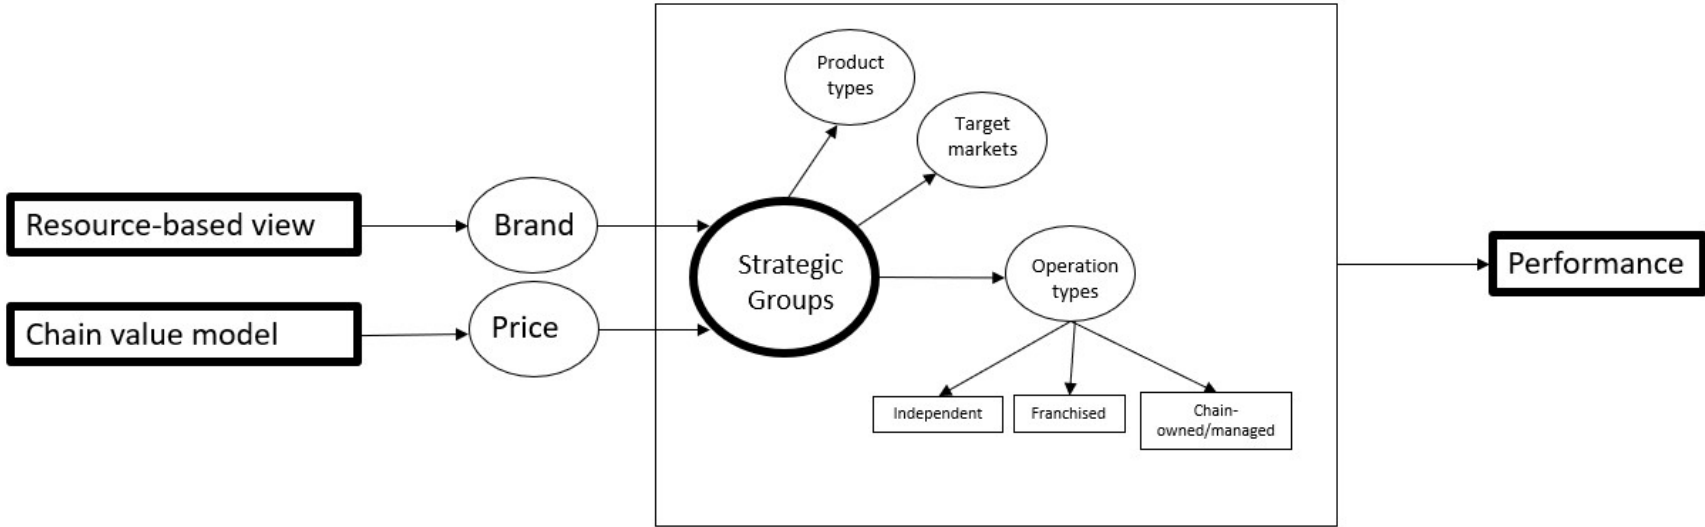 Resource-based view
Chain value model
Brand
Price
Strategic
Groups
Product
types
Target
markets
Operation
types
Independent
Franchised
Chain-
owned/managed
Performance